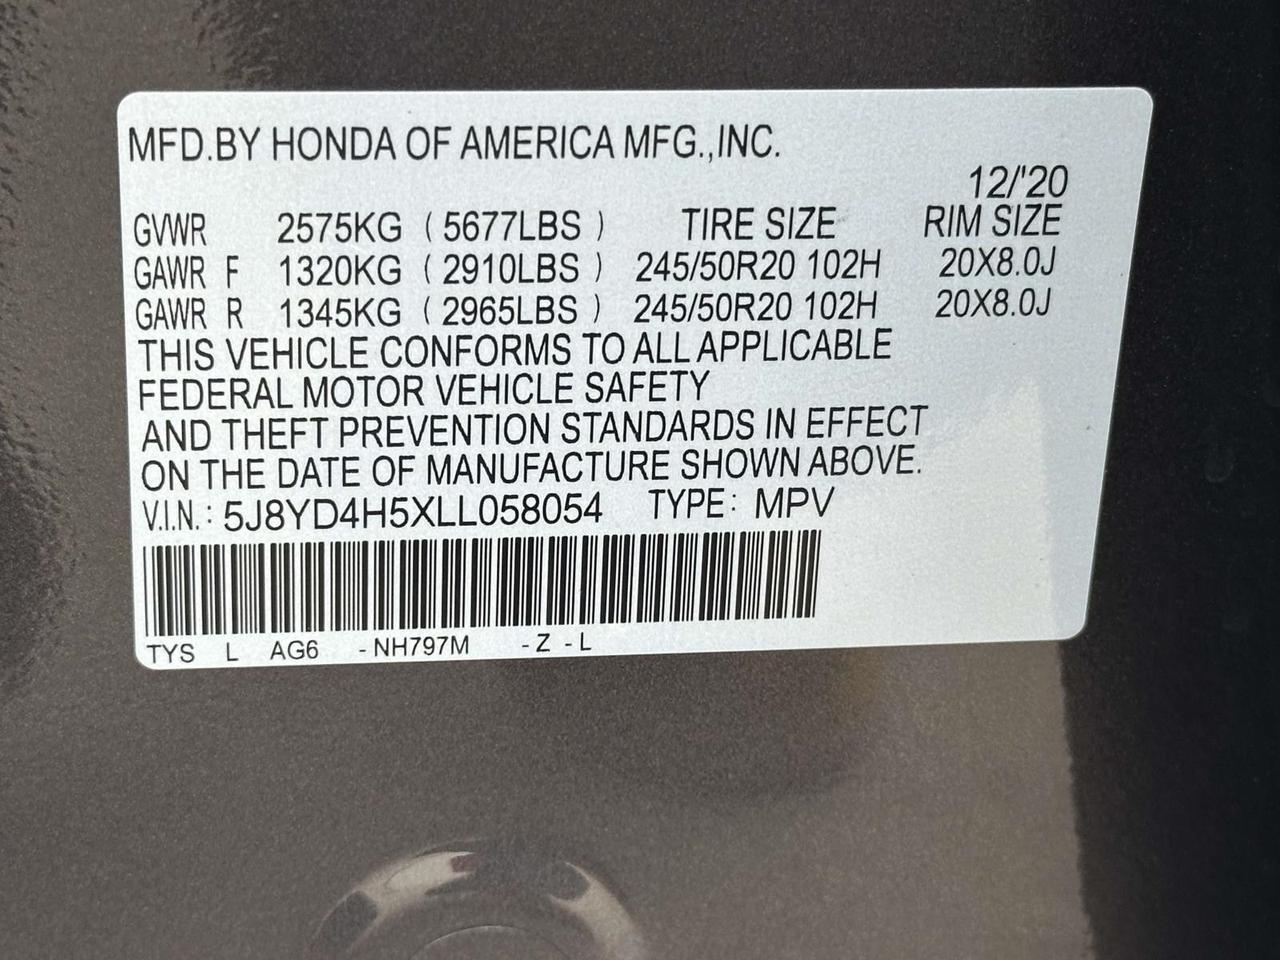 MFD.BY HONDA OF AMERICA MFG.,INC.
12/'20
GVWR 2575KG ( 5677LBS ) TIRE SIZE RIM SIZE
GAWR F 1320KG ( 2910LBS ) 245/50R20 102H 20X8.0J
GAWR R 1345KG ( 2965LBS ) 245/50R20 102H 20X8.0J
THIS VEHICLE CONFORMS TO ALL APPLICABLE
FEDERAL MOTOR VEHICLE SAFETY
AND THEFT PREVENTION STANDARDS IN EFFECT
ON THE DATE OF MANUFACTURE SHOWN ABOVE.
V.I.N.: 5J8YD4H5XLL058054 TYPE: MPV
TYS L AG6 -NH797M -Z -L